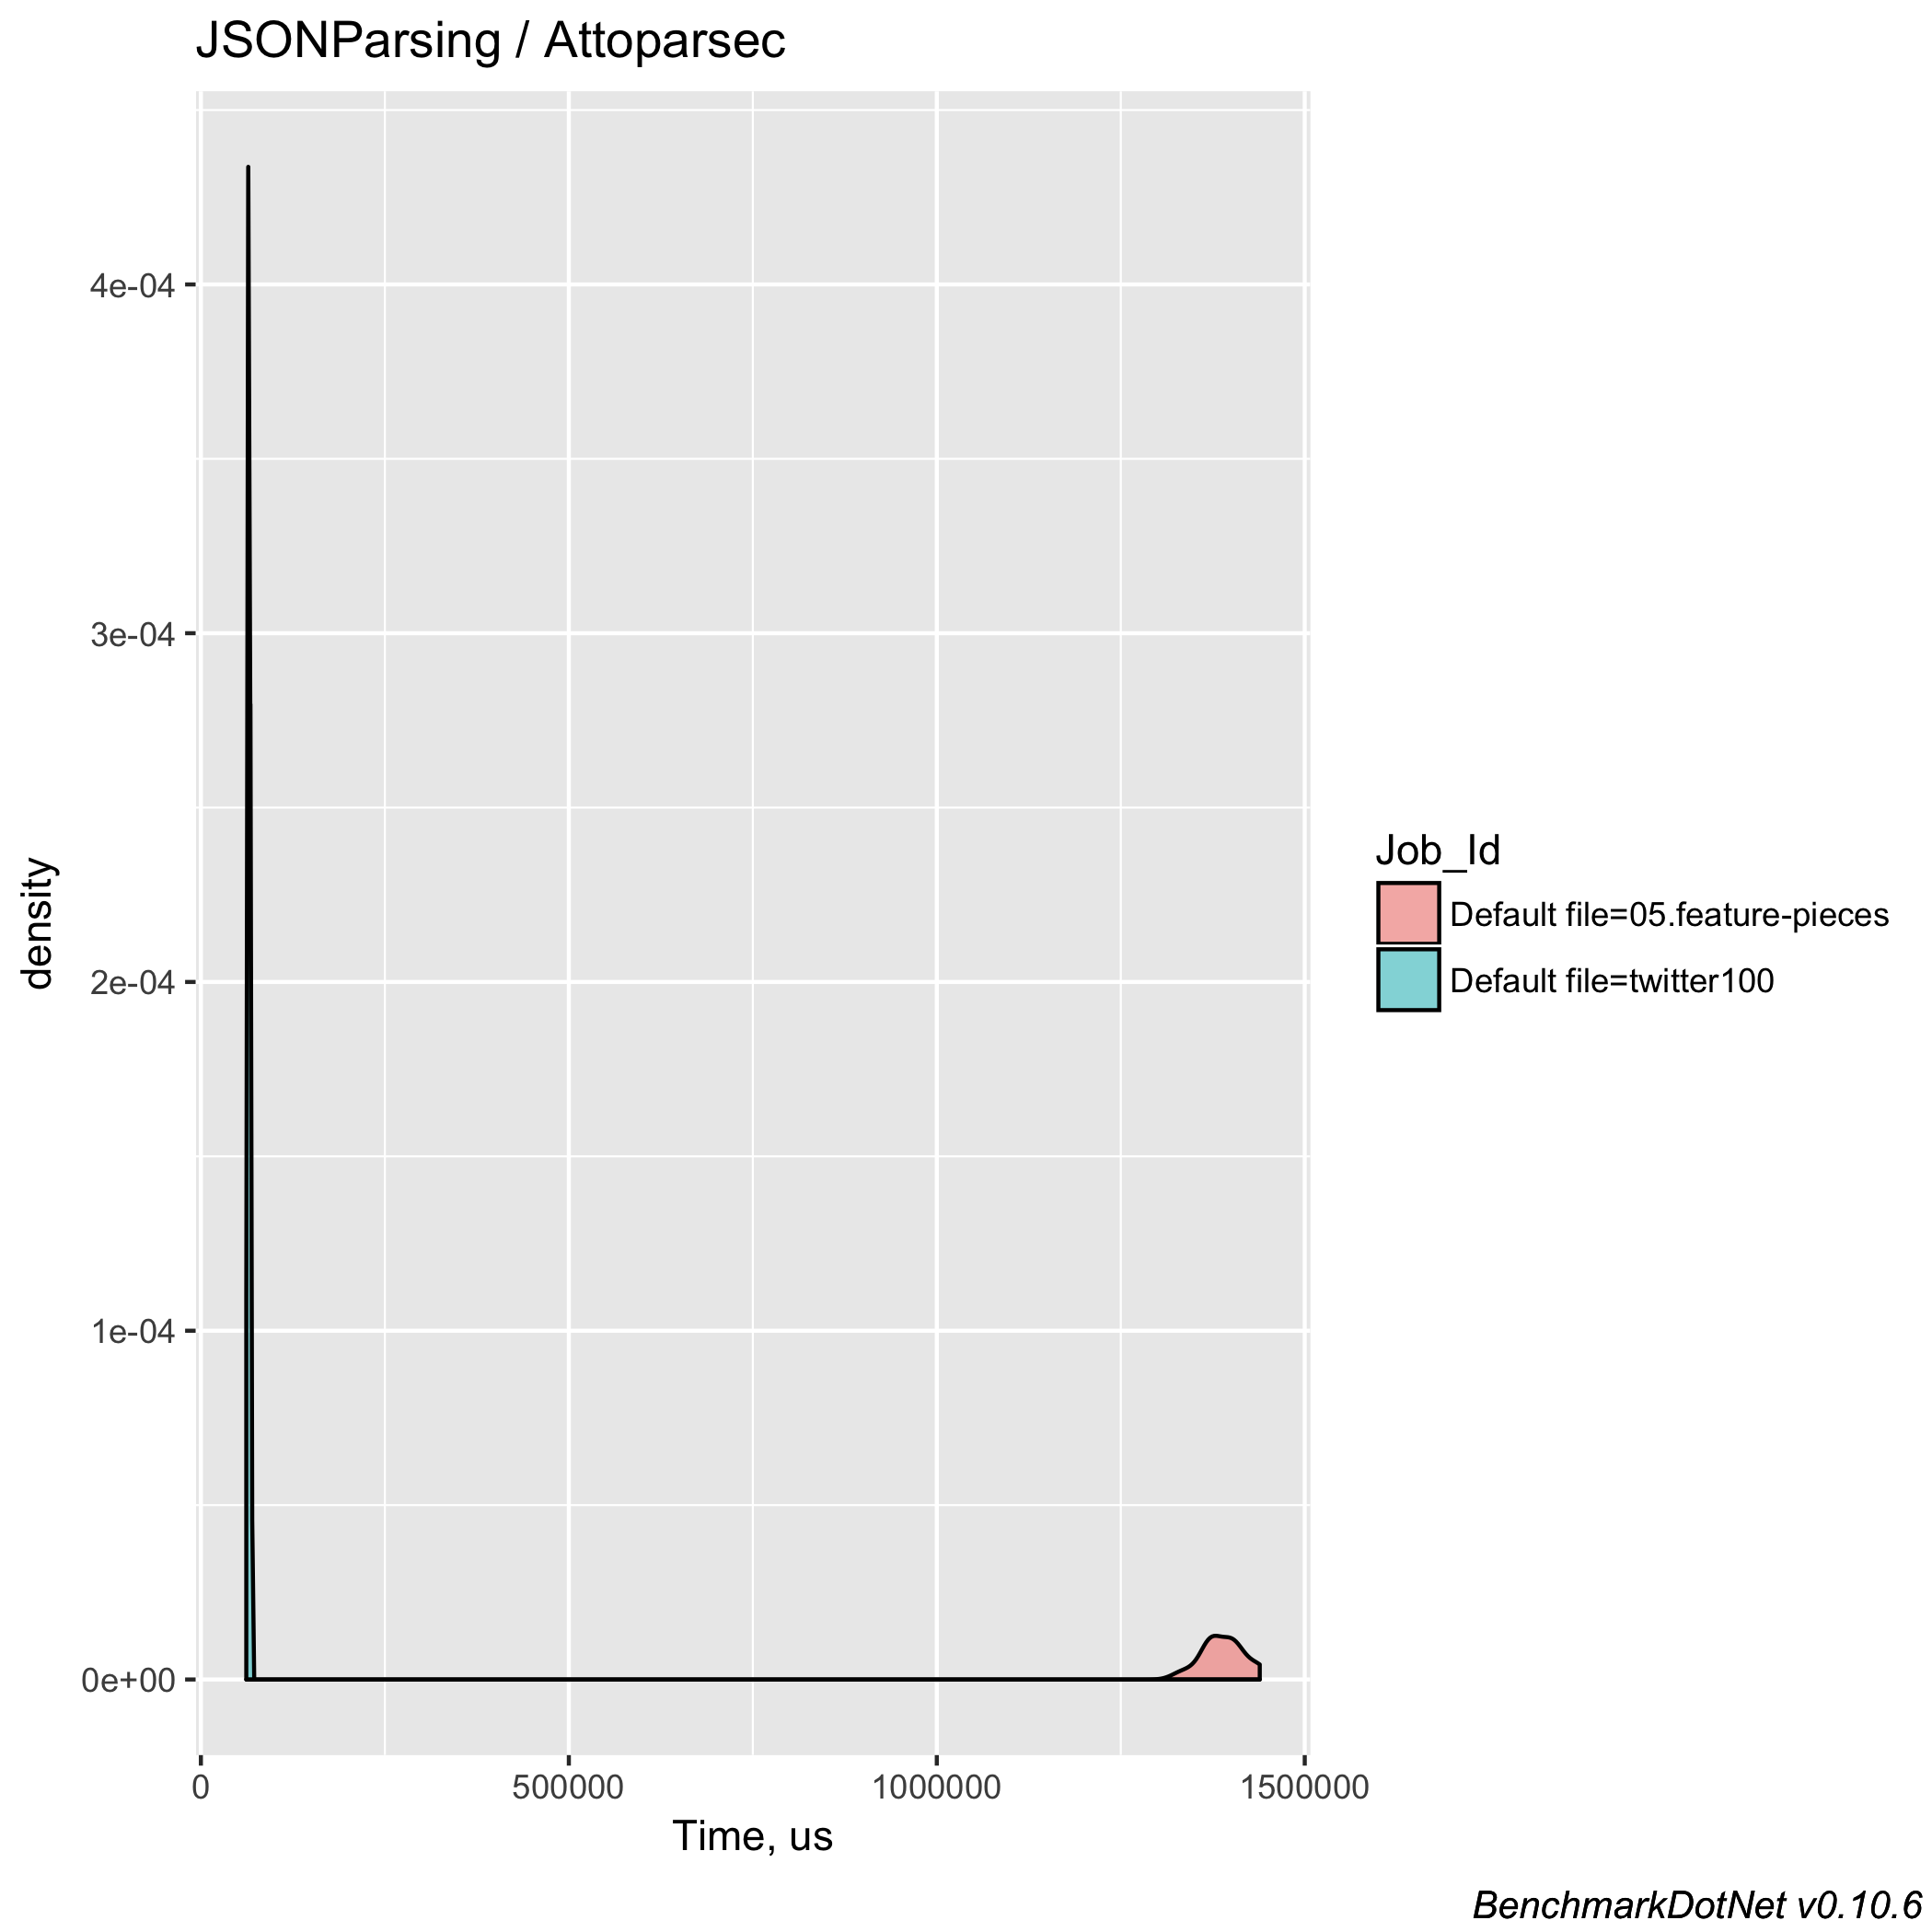 JSONParsing / Attoparsec
density
4e-04
3e-04
2e-04
1e-04
0e+00
0 500000 1000000 1500000
Time, us
Job_Id
Default file=05.feature-pieces
Default file=twitter100
BenchmarkDotNet v0.10.6